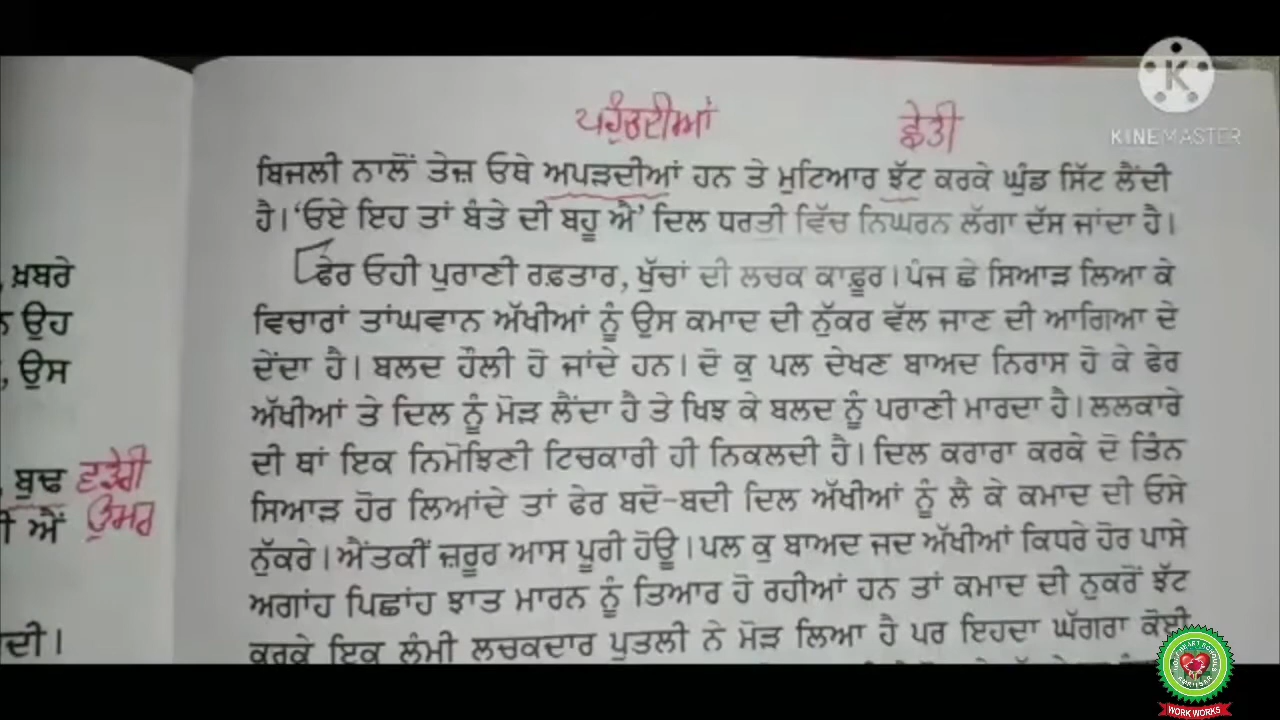 KINEMASTER
ਪਹੁੰਚਦੀਆਂ ਛੇਤੀ
ਬਿਜਲੀ ਨਾਲੋਂ ਤੇਜ਼ ਓਥੇ ਅਪੜਦੀਆਂ ਹਨ ਤੇ ਮੁਟਿਆਰ ਝੱਟ ਕਰਕੇ ਘੁੰਡ ਸਿੱਟ ਲੈਂਦੀ
ਹੈ। ‘ਓਏ ਇਹ ਤਾਂ ਬੰਤੇ ਦੀ ਬਹੂ ਐ’ ਦਿਲ ਧਰਤੀ ਵਿੱਚ ਨਿਘਰਨ ਲੱਗਾ ਦੱਸ ਜਾਂਦਾ ਹੈ।
ਫੇਰ ਓਹੀ ਪੁਰਾਣੀ ਰਫ਼ਤਾਰ, ਖੁੱਚਾਂ ਦੀ ਲਚਕ ਕਾਫ਼ੂਰ। ਪੰਜ ਛੇ ਸਿਆੜ ਲਿਆ ਕੇ
ਵਿਚਾਰਾਂ ਤਾਂਘਵਾਨ ਅੱਖੀਆਂ ਨੂੰ ਉਸ ਕਮਾਦ ਦੀ ਨੁੱਕਰ ਵੱਲ ਜਾਣ ਦੀ ਆਗਿਆ ਦੇ
ਦੇਂਦਾ ਹੈ। ਬਲਦ ਹੌਲੀ ਹੋ ਜਾਂਦੇ ਹਨ। ਦੋ ਕੁ ਪਲ ਦੇਖਣ ਬਾਅਦ ਨਿਰਾਸ ਹੋ ਕੇ ਫੇਰ
ਅੱਖੀਆਂ ਤੇ ਦਿਲ ਨੂੰ ਮੋੜ ਲੈਂਦਾ ਹੈ ਤੇ ਖਿਝ ਕੇ ਬਲਦ ਨੂੰ ਪਰਾਣੀ ਮਾਰਦਾ ਹੈ। ਲਲਕਾਰੇ
ਦੀ ਥਾਂ ਇਕ ਨਿਮੋਝਿਣੀ ਟਿਚਕਾਰੀ ਹੀ ਨਿਕਲਦੀ ਹੈ। ਦਿਲ ਕਰਾਰਾ ਕਰਕੇ ਦੋ ਤਿੰਨ
ਸਿਆੜ ਹੋਰ ਲਿਆਂਦੇ ਤਾਂ ਫੇਰ ਬਦੋ-ਬਦੀ ਦਿਲ ਅੱਖੀਆਂ ਨੂੰ ਲੈ ਕੇ ਕਮਾਦ ਦੀ ਓਸੇ
ਨੁੱਕਰੇ। ਐਂਤਕੀਂ ਜ਼ਰੂਰ ਆਸ ਪੂਰੀ ਹੋਊ। ਪਲ ਕੁ ਬਾਅਦ ਜਦ ਅੱਖੀਆਂ ਕਿਧਰੇ ਹੋਰ ਪਾਸੇ
ਅਗਾਂਹ ਪਿਛਾਂਹ ਝਾਤ ਮਾਰਨ ਨੂੰ ਤਿਆਰ ਹੋ ਰਹੀਆਂ ਹਨ ਤਾਂ ਕਮਾਦ ਦੀ ਨੁਕਰੋਂ ਝੱਟ
ਕਰਕੇ ਇਕ ਲੰਮੀ ਲਚਕਦਾਰ ਪੁਤਲੀ ਨੇ ਮੋੜ ਲਿਆ ਹੈ ਪਰ ਇਹਦਾ ਘੱਗਰਾ ਕੋਈ
, ਖ਼ਬਰੇ
ਉਹ
, ਉਸ
, ਬੁਢ ਵਡੇਰੀ
ਐਂ ਉਮਰ
ਦੀ।
WORK WORKS